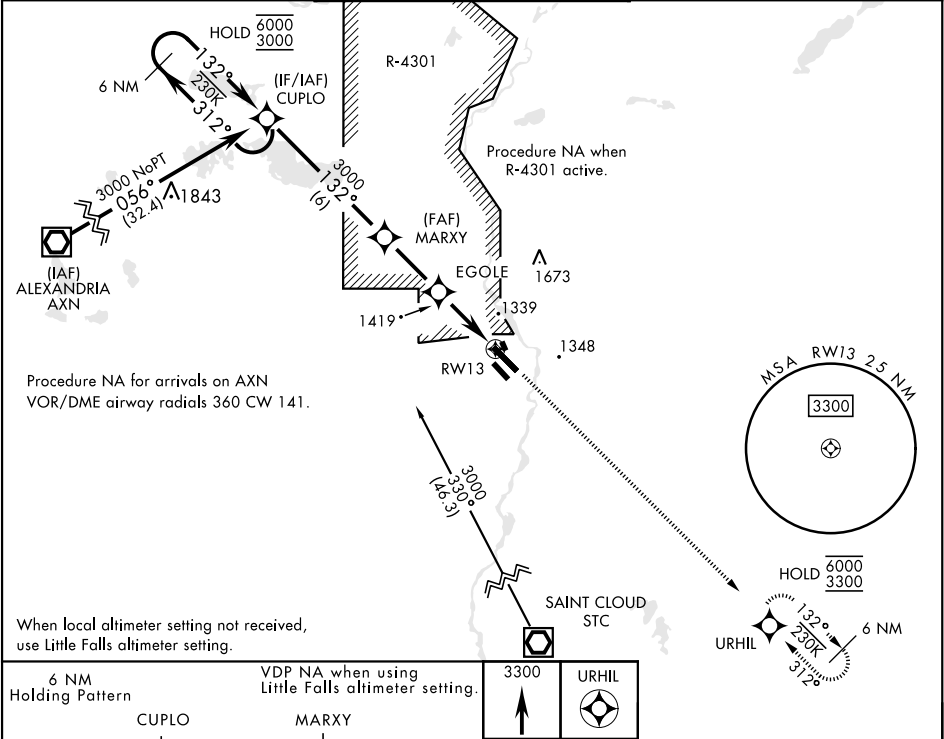 HOLD 6000
3000
R-4301
132°
230K
312°
6 NM
(IF/IAF)
CUPLO
Procedure NA when
R-4301 active.
3000 NoPT
056°
(32.4)
1843
3000
132°
(6)
(FAF)
MARXY
(IAF)
ALEXANDRIA
AXN
EGOLE
1673
1419
1339
1348
RW13
Procedure NA for arrivals on AXN
VOR/DME airway radials 360 CW 141.
MSA RW13 25 NM
3300
3000
330°
(46.3)
HOLD 6000
3300
SAINT CLOUD
STC
132°
230K
312°
6 NM
URHIL
When local altimeter setting not received,
use Little Falls altimeter setting.
6 NM
Holding Pattern
VDP NA when using
Little Falls altimeter setting.
3300
URHIL
CUPLO
MARXY